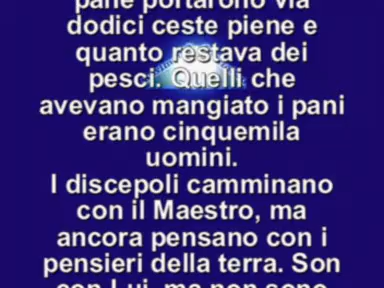 pane portarono via
dodici ceste piene e
quanto restava dei
pesci. Quelli che
avevano mangiato i pani
erano cinquemila
uomini.
I discepoli camminano
con il Maestro, ma
ancora pensano con i
pensieri della terra. Son
con Lui, ma non sono